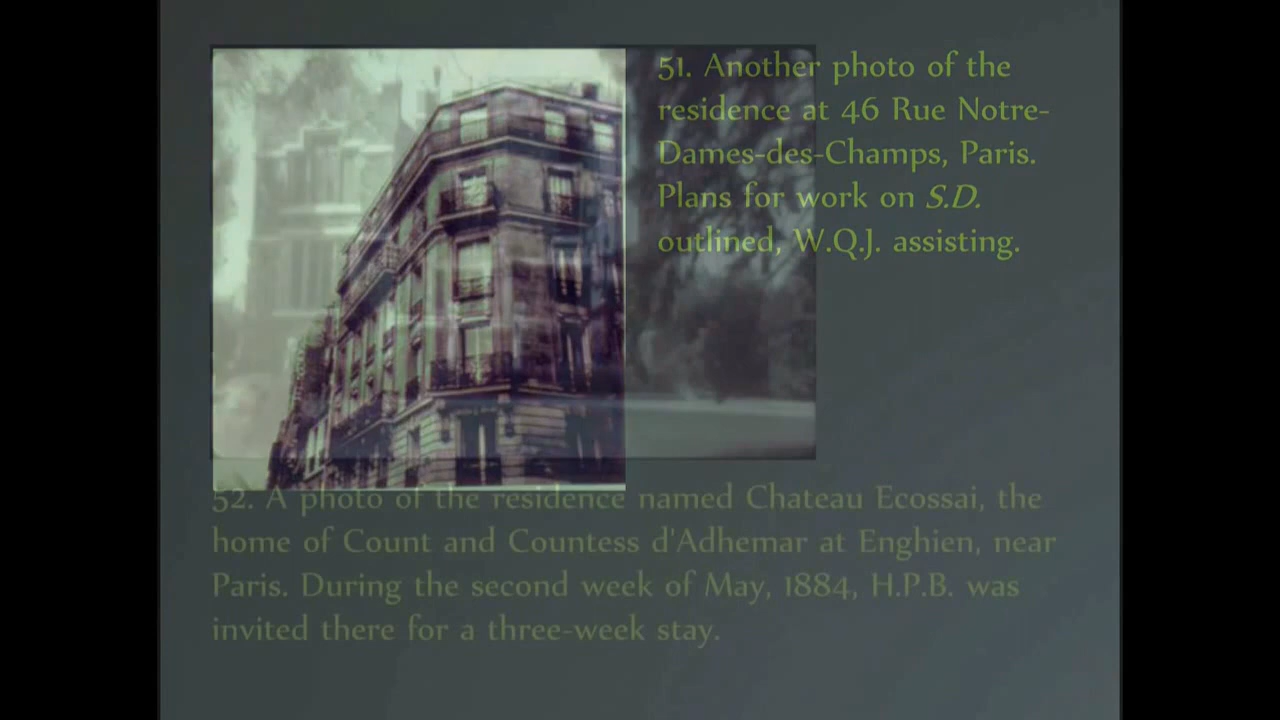 51. Another photo of the
residence at 46 Rue Notre-
Dames-des-Champs, Paris.
Plans for work on S.D.
outlined, W.Q.J. assisting.
52. A photo of the residence named Chateau Ecossai, the
home of Count and Countess d'Adhemar at Enghien, near
Paris. During the second week of May, 1884, H.P.B. was
invited there for a three-week stay.